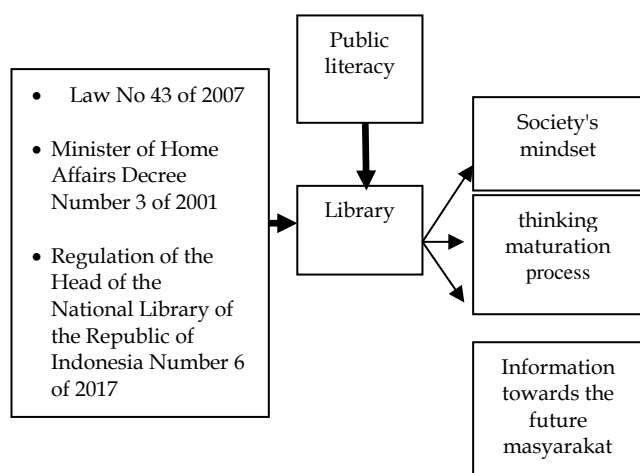 Public
literacy
• Law No 43 of 2007
• Minister of Home
Affairs Decree
Number 3 of 2001
• Regulation of the
Head of the
National Library of
the Republic of
Indonesia Number 6
of 2017
Library
Society's
mindset
thinking
maturation
process
Information
towards the
future
masyarakat